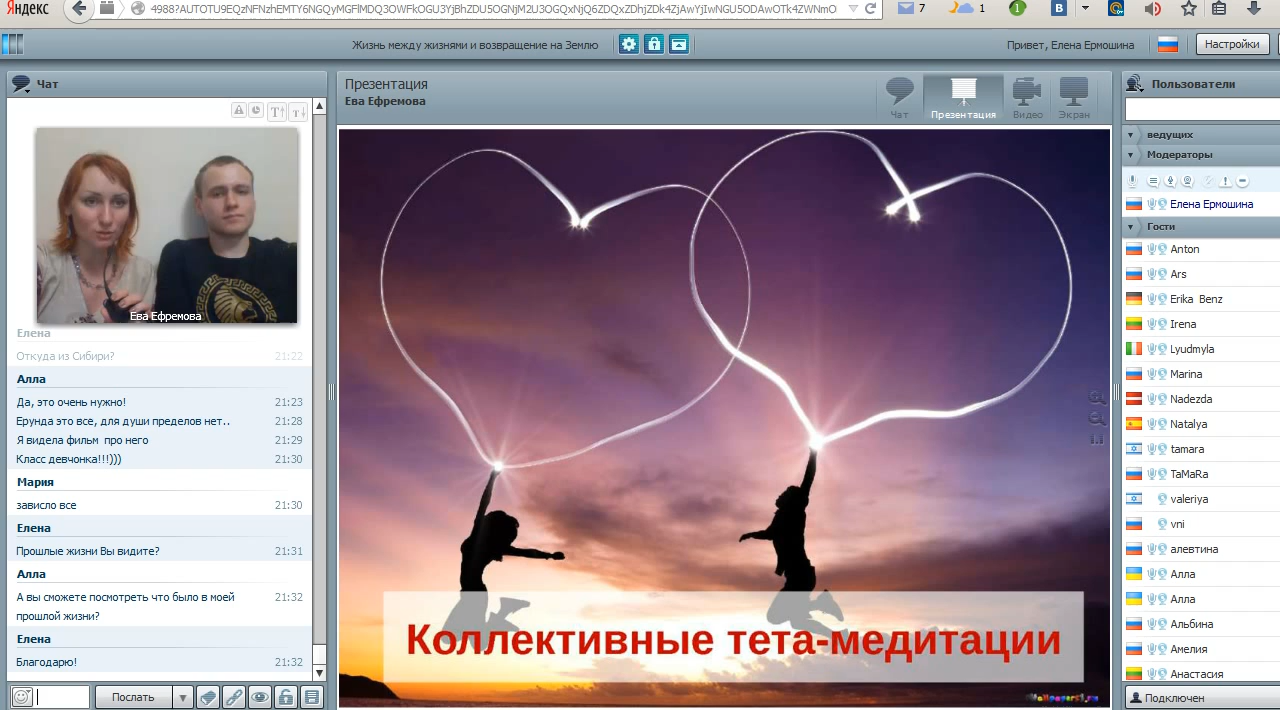 Яндекс
4988?AUTOTU9EQzNFNzhEMTY6NGQyMGFlMDQ3OWFkOGU3YjBhZDU5OGVjM2U3OGQxNjQ6ZDQxZDhjZDk4ZjAwYjIwNGU5ODAwOTk4ZWNmO
7
1
1
Жизнь между жизнями и возвращение на Землю
Привет, Елена Ермошина
Настройки
Чат
Презентация
Ева Ефремова
Чат
Презентация
Видео
Экран
Пользователи
ведущих
Модераторы
Елена Ермошина
Гости
Anton
Ars
Erika Benz
Irena
Lyudmyla
Marina
Nadezda
Natalya
tamara
TaMaRa
valeriya
vni
алевтина
Алла
Алла
Альбина
Амелия
Анастасия
Подключен
Ева Ефремова
Елена
Откуда из Сибири? 21:22
Алла
Да, это очень нужно! 21:23
Ерунда это все, для души пределов нет.. 21:28
Я видела фильм про него 21:29
Класс девчонка!!!))) 21:30
Мария
зависло все 21:30
Елена
Прошлые жизни Вы видите? 21:31
Алла
А вы сможете посмотреть что было в моей 21:32
прошлой жизни?
Елена
Благодарю! 21:32
Послать
Коллективные тета-медитации